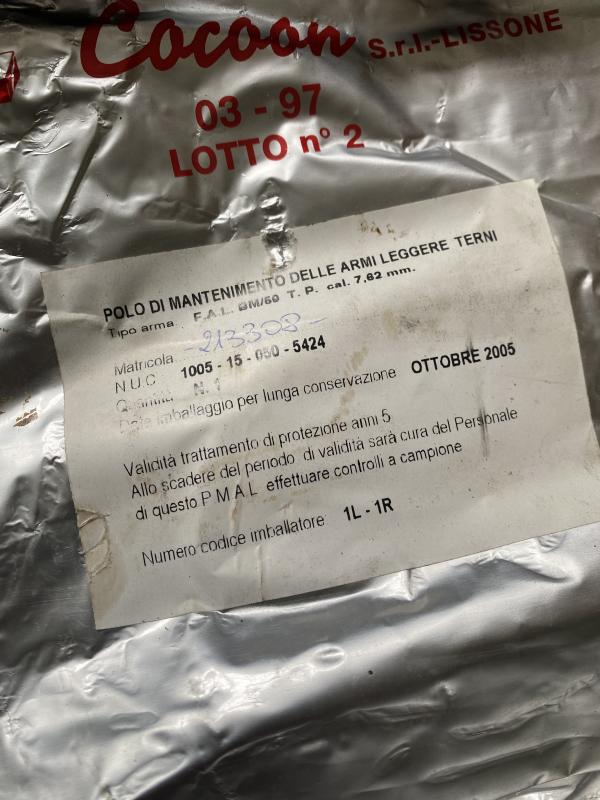 Cocoon S.r.l.-LISSONE
03 - 97
LOTTO n° 2
POLO DI MANTENIMENTO DELLE ARMI LEGGERE TERNI
Tipo arma F.A.L. BM/59 T. P. cal. 7,62 mm.
Matricola -213308-
N U C 1005 - 15 - 050 - 5424
Quantità N. 1
Data imballaggio per lunga conservazione OTTOBRE 2005
Validità trattamento di protezione anni 5
Allo scadere del periodo di validità sarà cura del Personale
di questo P M A L effettuare controlli a campione
Numero codice imballatore 1L - 1R